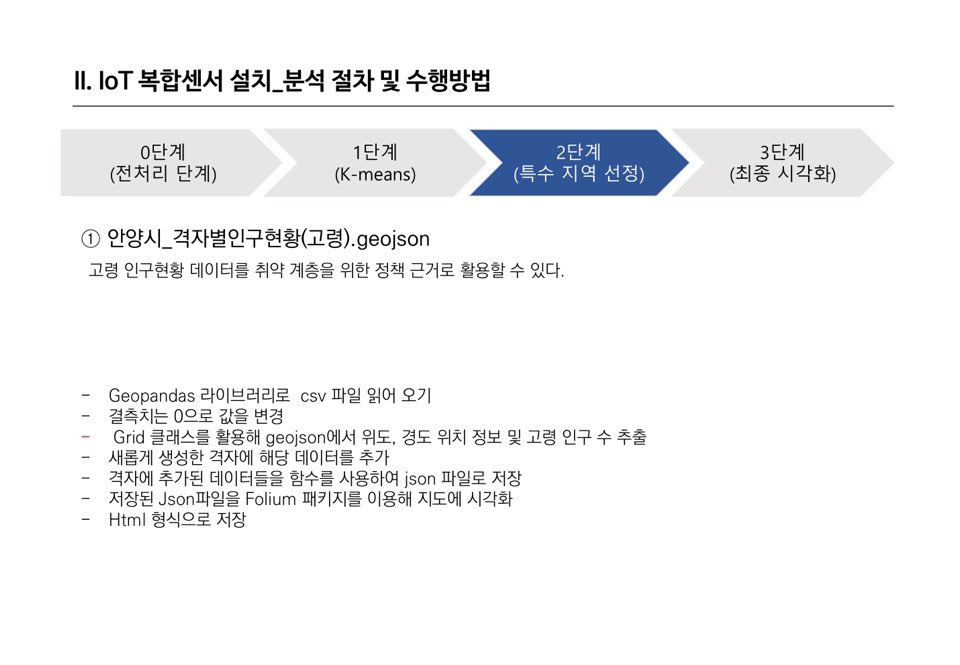 II. IoT 복합센서 설치_분석 절차 및 수행방법
0단계
(전처리 단계)
1단계
(K-means)
2단계
(특수 지역 선정)
3단계
(최종 시각화)
① 안양시_격자별인구현황(고령).geojson
고령 인구현황 데이터를 취약 계층을 위한 정책 근거로 활용할 수 있다.
- Geopandas 라이브러리로 csv 파일 읽어 오기
- 결측치는 0으로 값을 변경
- Grid 클래스를 활용해 geojson에서 위도, 경도 위치 정보 및 고령 인구 수 추출
- 새롭게 생성한 격자에 해당 데이터를 추가
- 격자에 추가된 데이터들을 함수를 사용하여 json 파일로 저장
- 저장된 Json파일을 Folium 패키지를 이용해 지도에 시각화
- Html 형식으로 저장